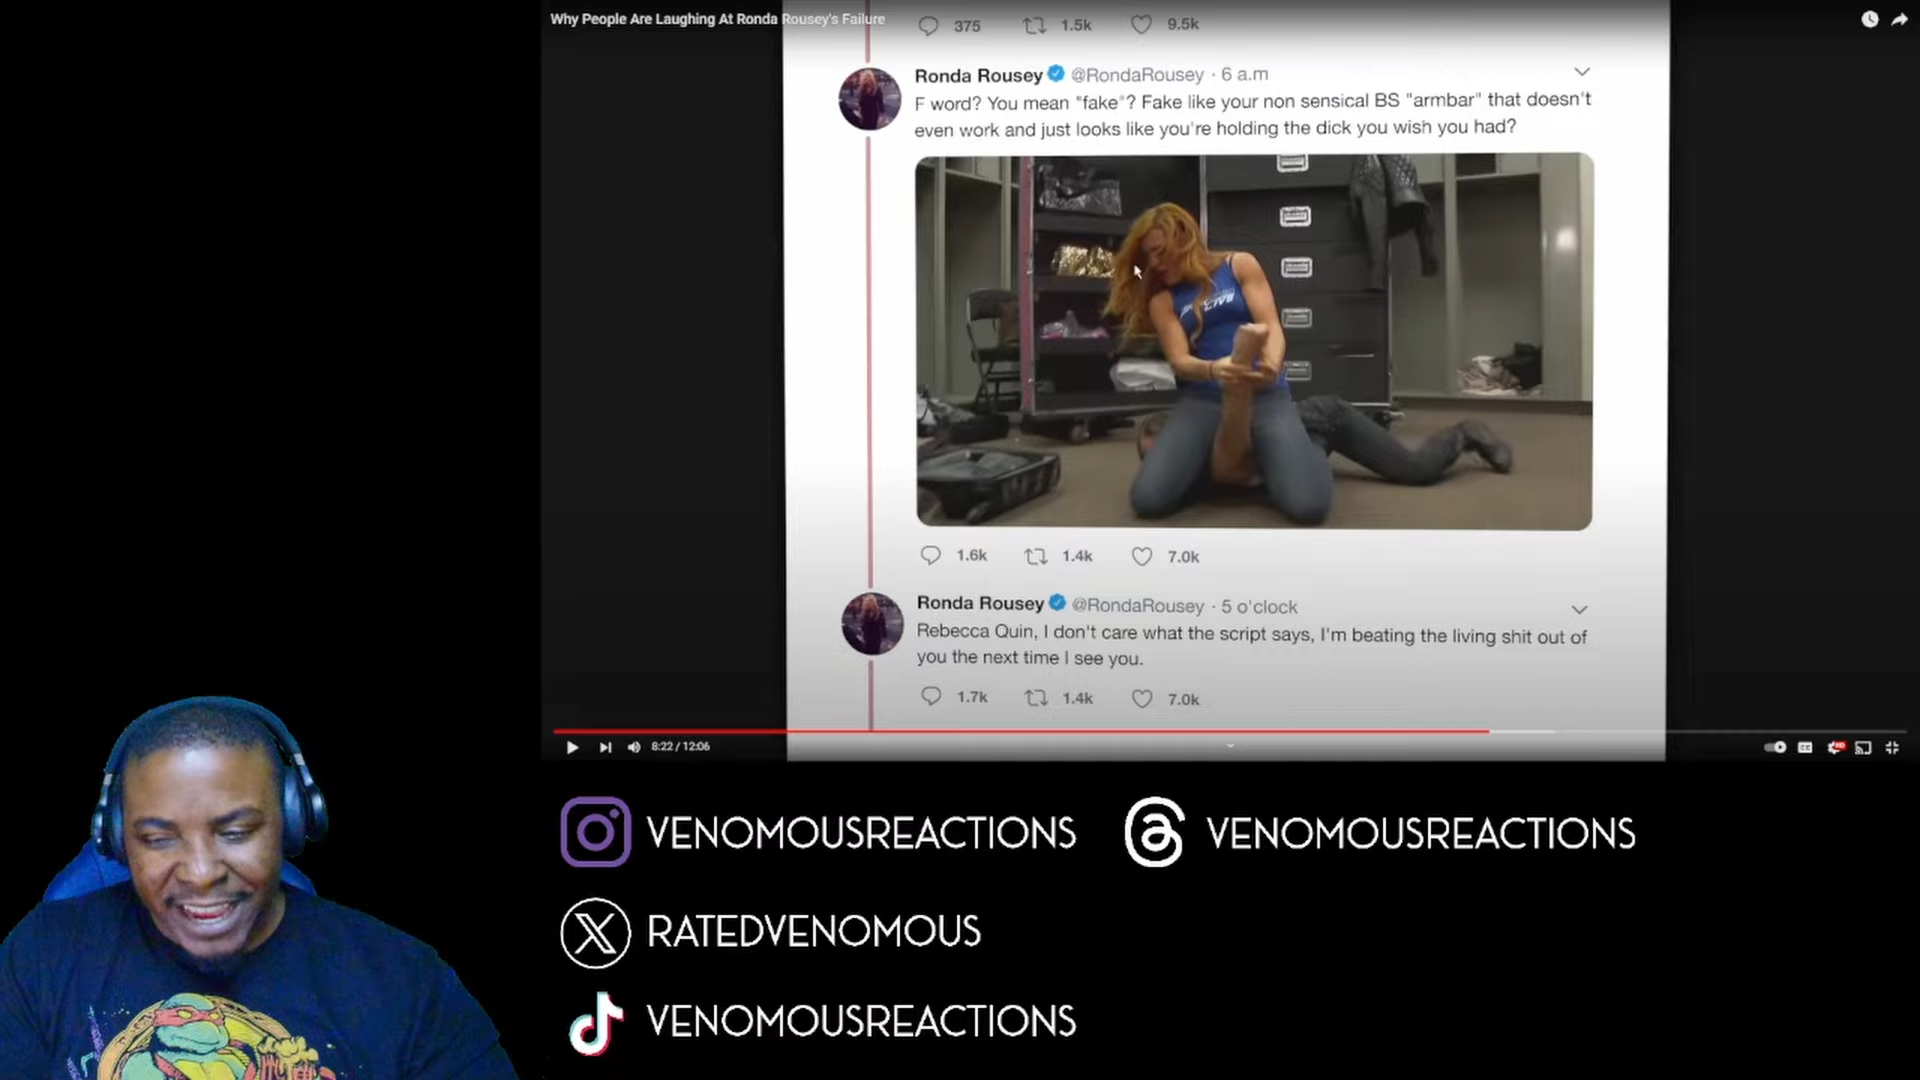 Why People Are Laughing At Ronda Rousey's Failure
375 1.5k 9.5k
Ronda Rousey @RondaRousey · 6 a.m
F word? You mean "fake"? Fake like your non sensical BS "armbar" that doesn't
even work and just looks like you're holding the dick you wish you had?
LIVE
1.6k 1.4k 7.0k
Ronda Rousey @RondaRousey · 5 o'clock
Rebecca Quin, I don't care what the script says, I'm beating the living shit out of
you the next time I see you.
1.7k 1.4k 7.0k
8:22 / 12:06
VENOMOUSREACTIONS
VENOMOUSREACTIONS
RATEDVENOMOUS
VENOMOUSREACTIONS